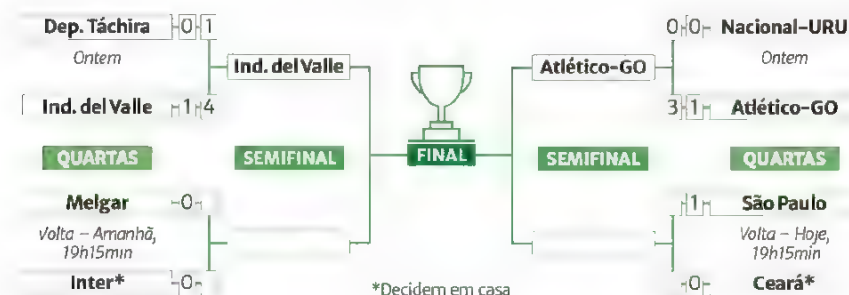 Dep. Táchira 0 1
Ontem
Ind. del Valle 1 4
QUARTAS
Melgar 0
Volta – Amanhã,
19h15min
Inter* 0
Ind. del Valle
SEMIFINAL
FINAL
*Decidem em casa
Atlético-GO
SEMIFINAL
0 0 Nacional-URU
Ontem
3 1 Atlético-GO
QUARTAS
1 São Paulo
Volta – Hoje,
19h15min
0 Ceará*